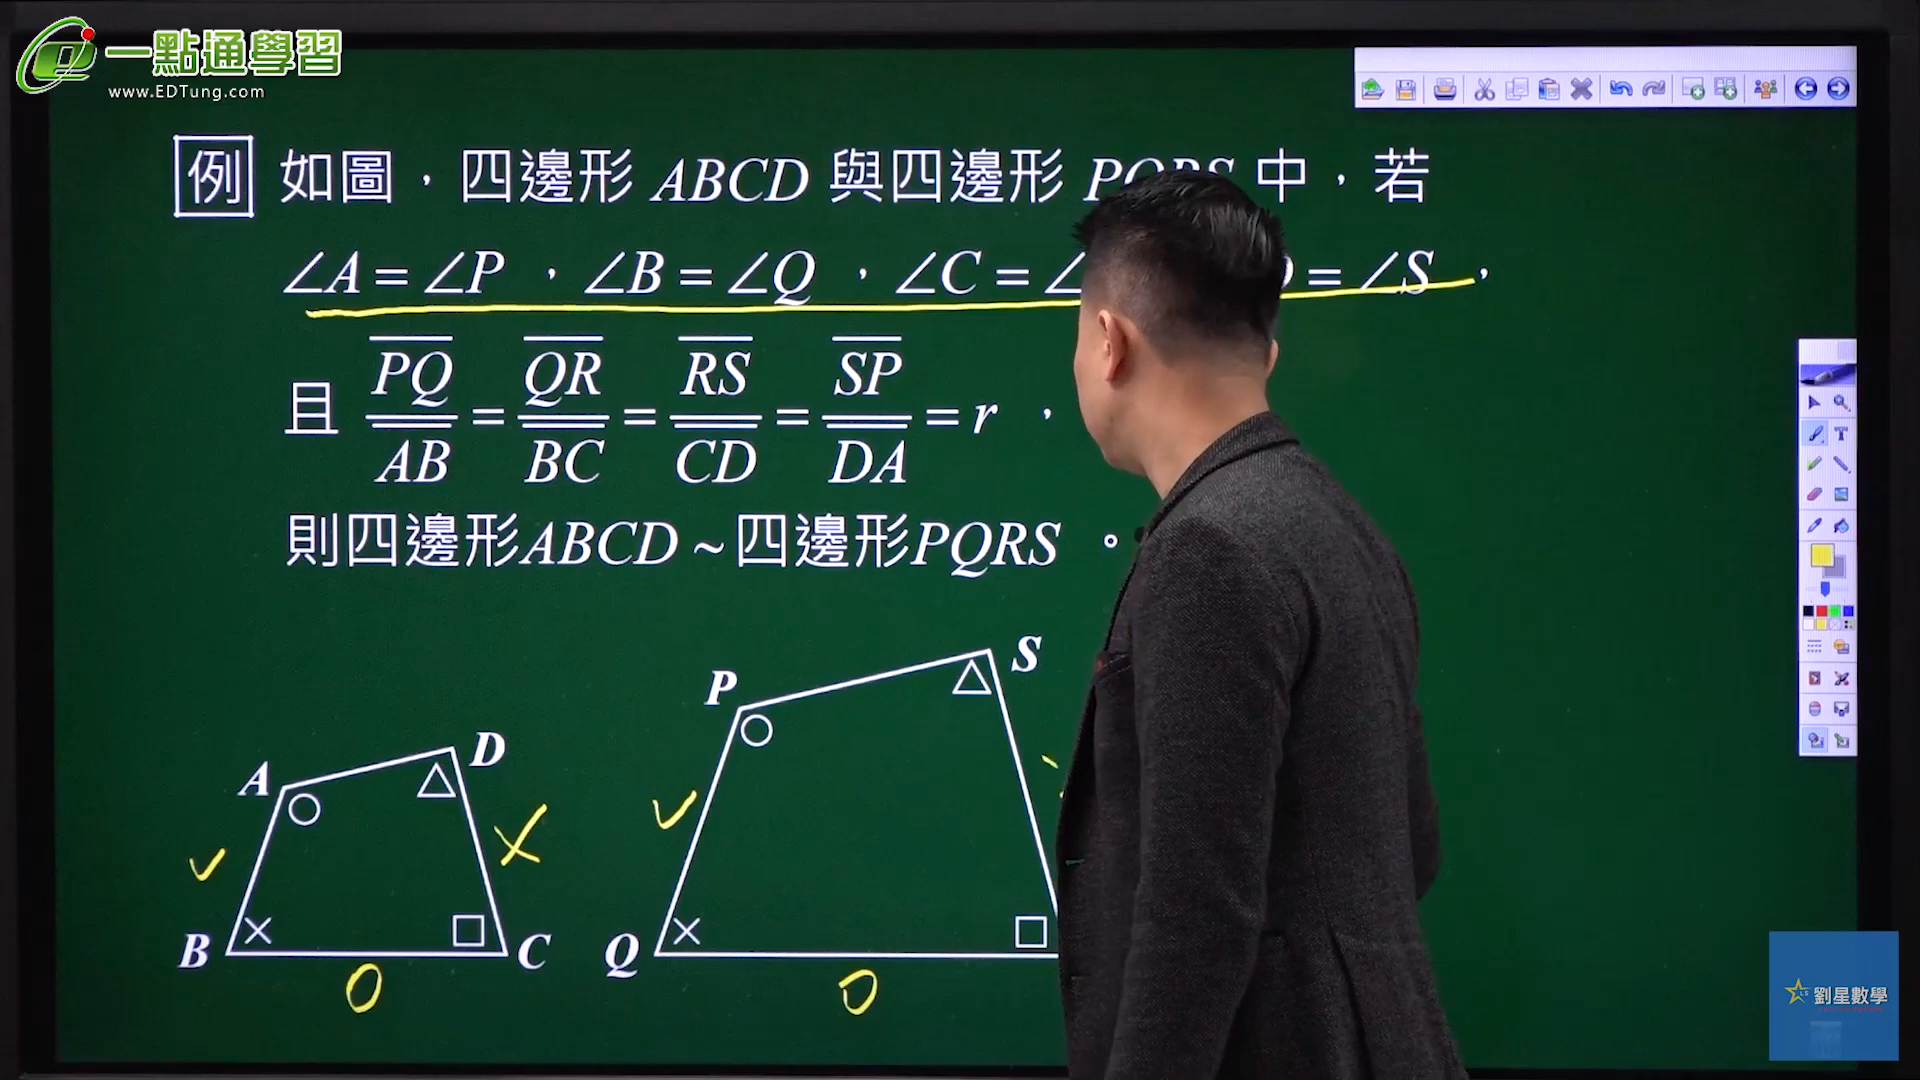 一點通學習
www.EDTung.com
例 如圖，四邊形 ABCD 與四邊形 PQRS 中，若
∠A = ∠P ，∠B = ∠Q ，∠C = ∠ = ∠S ，
且 PQ/AB = QR/BC = RS/CD = SP/DA = r ，
則四邊形ABCD ~ 四邊形PQRS 。
P S
A D
B C Q
劉星數學